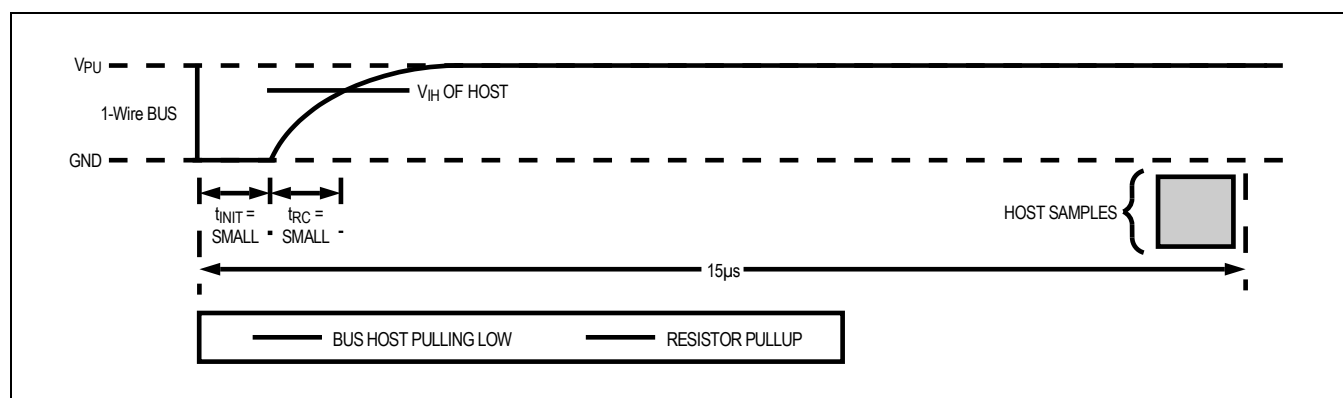 VPU
VIH OF HOST
1-Wire BUS
GND
tINIT =
SMALL
tRC =
SMALL
HOST SAMPLES
15µs
BUS HOST PULLING LOW
RESISTOR PULLUP